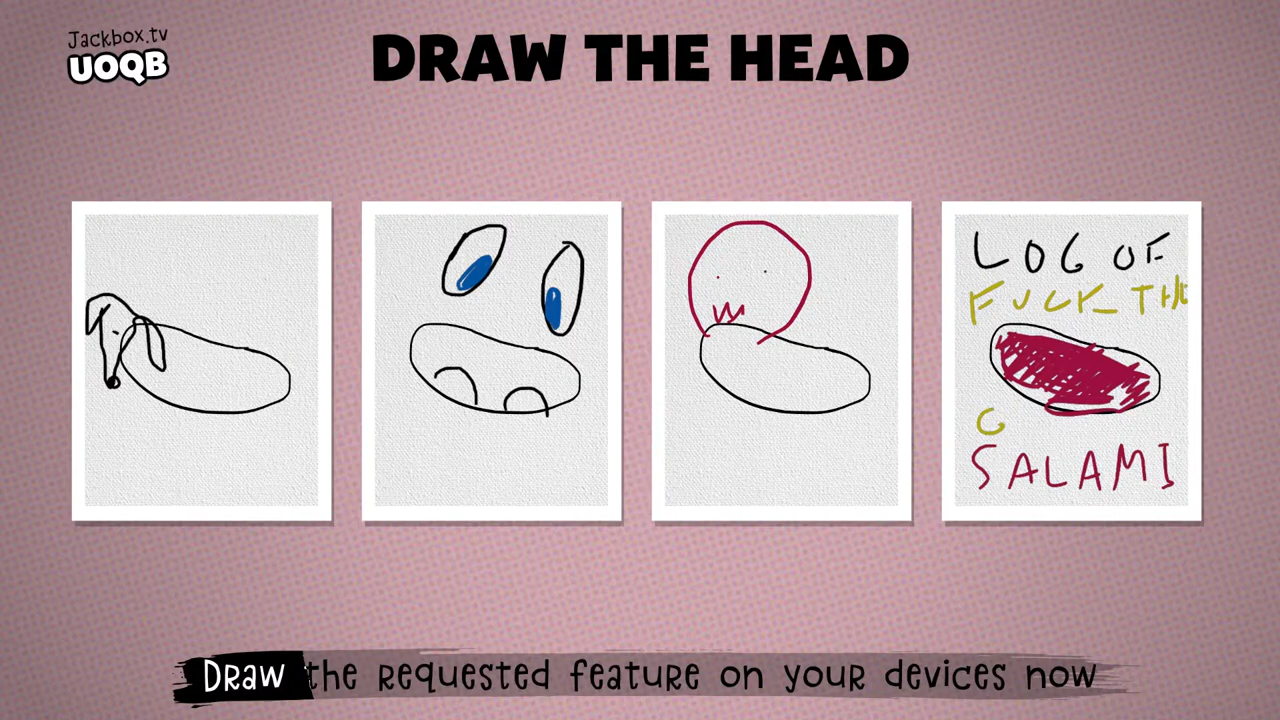 Jackbox.tv
UOQB
DRAW THE HEAD
LOG OF
FUCK THE
C
SALAMI
Draw the requested feature on your devices now